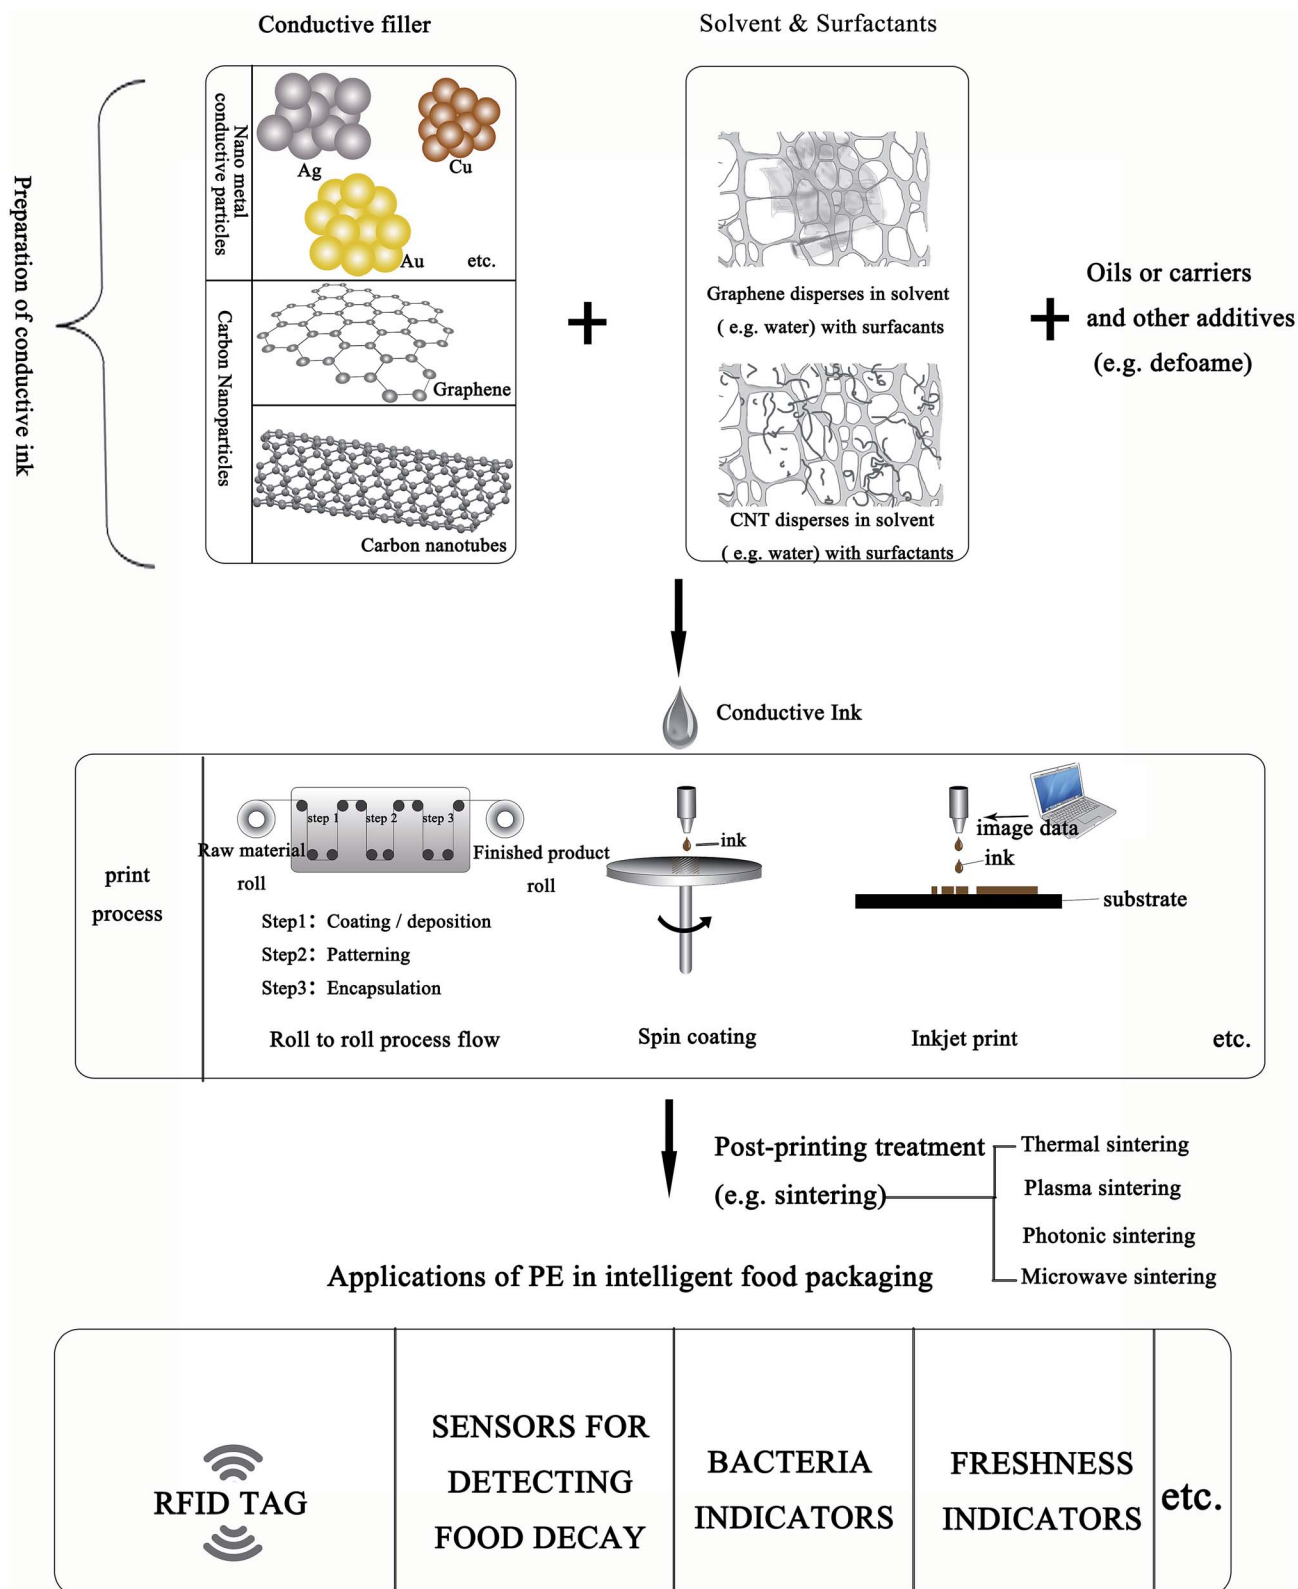 Conductive filler
Solvent & Surfactants
Preparation of conductive ink
Nano metal
conductive particles
Ag
Cu
Au
etc.
Carbon Nanoparticles
Graphene
Carbon nanotubes
+
Graphene disperses in solvent
( e.g. water) with surfacants
CNT disperses in solvent
( e.g. water) with surfactants
+
Oils or carriers
and other additives
(e.g. defoame)
Conductive Ink
print
process
step 1
step 2
step 3
Raw material
roll
Finished product
roll
Step1: Coating / deposition
Step2: Patterning
Step3: Encapsulation
Roll to roll process flow
ink
Spin coating
image data
ink
substrate
Inkjet print
etc.
Post-printing treatment
(e.g. sintering)
Thermal sintering
Plasma sintering
Photonic sintering
Microwave sintering
Applications of PE in intelligent food packaging
RFID TAG
SENSORS FOR
DETECTING
FOOD DECAY
BACTERIA
INDICATORS
FRESHNESS
INDICATORS
etc.